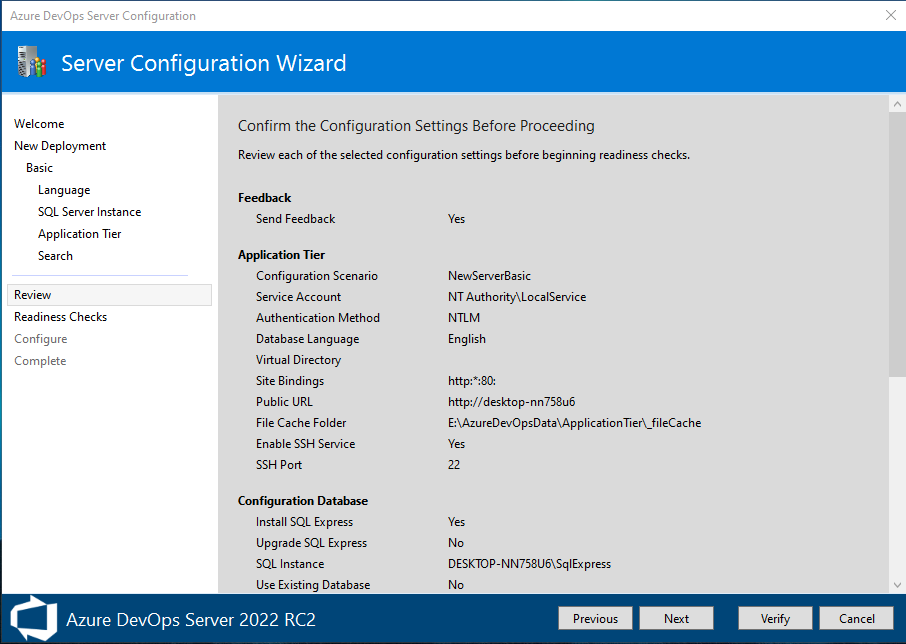 Azure DevOps Server Configuration
Server Configuration Wizard
Welcome
New Deployment
Basic
Language
SQL Server Instance
Application Tier
Search
Review
Readiness Checks
Configure
Complete
Confirm the Configuration Settings Before Proceeding
Review each of the selected configuration settings before beginning readiness checks.
Feedback
Send Feedback Yes
Application Tier
Configuration Scenario NewServerBasic
Service Account NT Authority\LocalService
Authentication Method NTLM
Database Language English
Virtual Directory
Site Bindings http:*:80:
Public URL http://desktop-nn758u6
File Cache Folder E:\AzureDevOpsData\ApplicationTier\_fileCache
Enable SSH Service Yes
SSH Port 22
Configuration Database
Install SQL Express Yes
Upgrade SQL Express No
SQL Instance DESKTOP-NN758U6\SqlExpress
Use Existing Database No
Azure DevOps Server 2022 RC2
Previous Next Verify Cancel